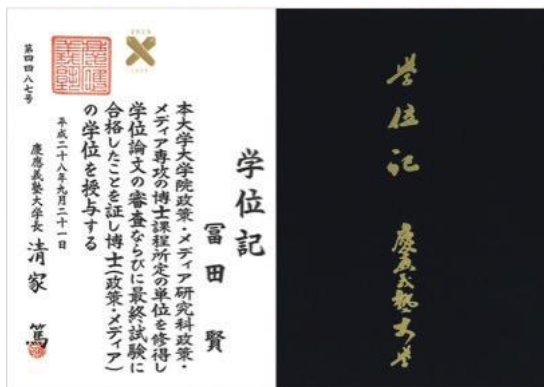 学位記
冨田　賢
本大学大学院政策・メディア研究科政策・
メディア専攻の博士課程所定の単位を修得し
学位論文の審査ならびに最終試験に
合格したことを証し博士(政策・メディア)
の学位を授与する
平成二十八年九月二十一日
慶應義塾大学長　清家　篤
第四四八七号
学位記
慶應義塾大学